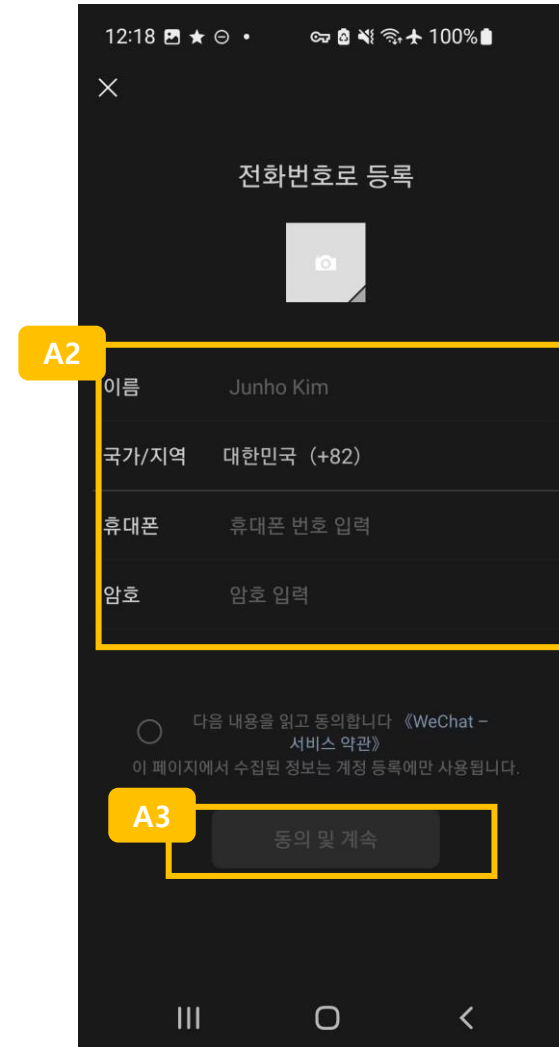 12:18 100%
전화번호로 등록
A2
이름 Junho Kim
국가/지역 대한민국 (+82)
휴대폰 휴대폰 번호 입력
암호 암호 입력
다음 내용을 읽고 동의합니다 《WeChat –
서비스 약관》
이 페이지에서 수집된 정보는 계정 등록에만 사용됩니다.
A3
동의 및 계속